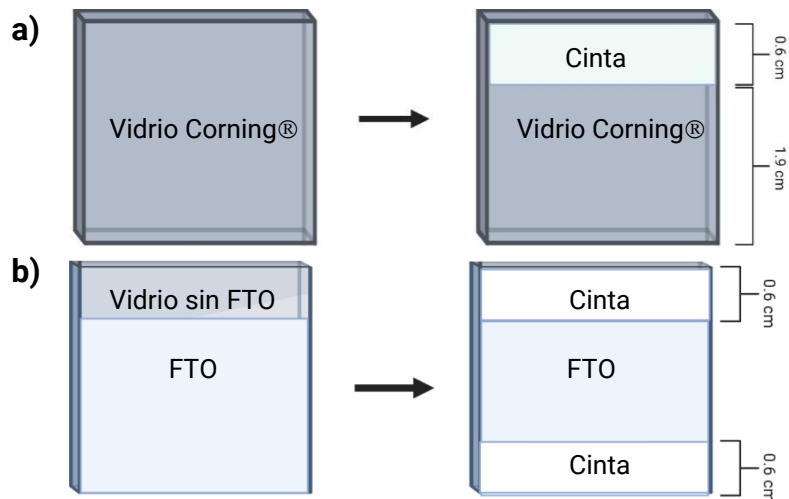 a)
Vidrio Corning®
Cinta
Vidrio Corning®
0.6 cm
1.9 cm
b)
Vidrio sin FTO
FTO
Cinta
FTO
Cinta
0.6 cm
0.6 cm